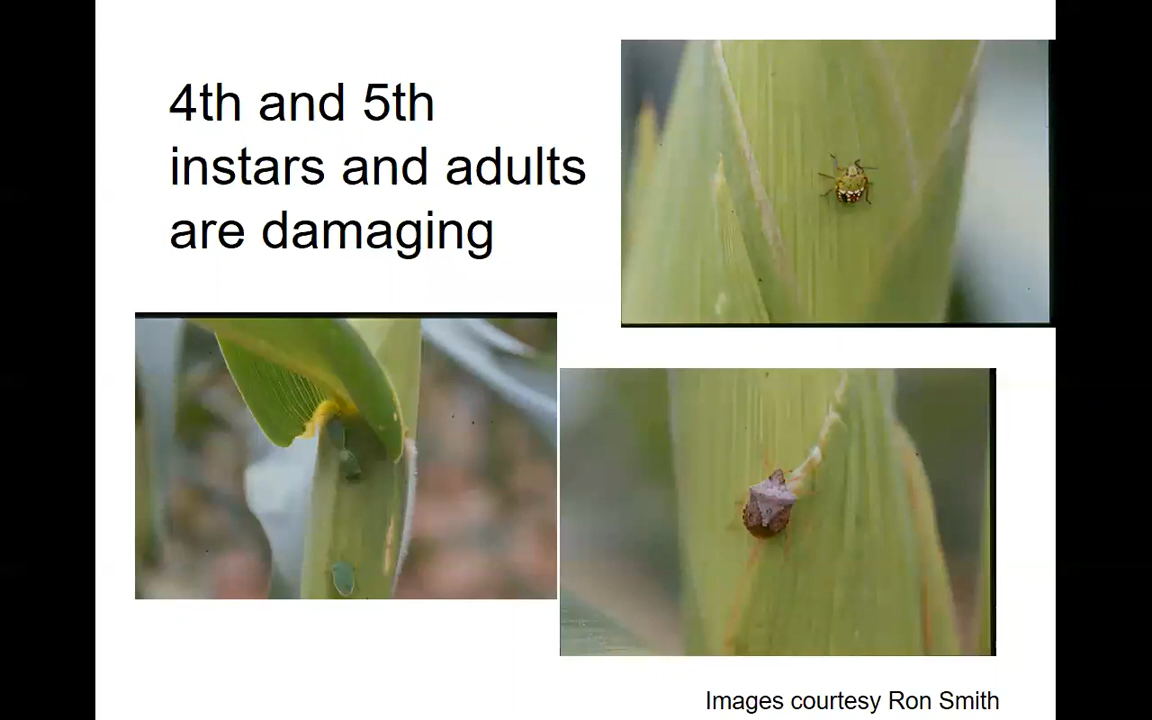 4th and 5th
instars and adults
are damaging
Images courtesy Ron Smith